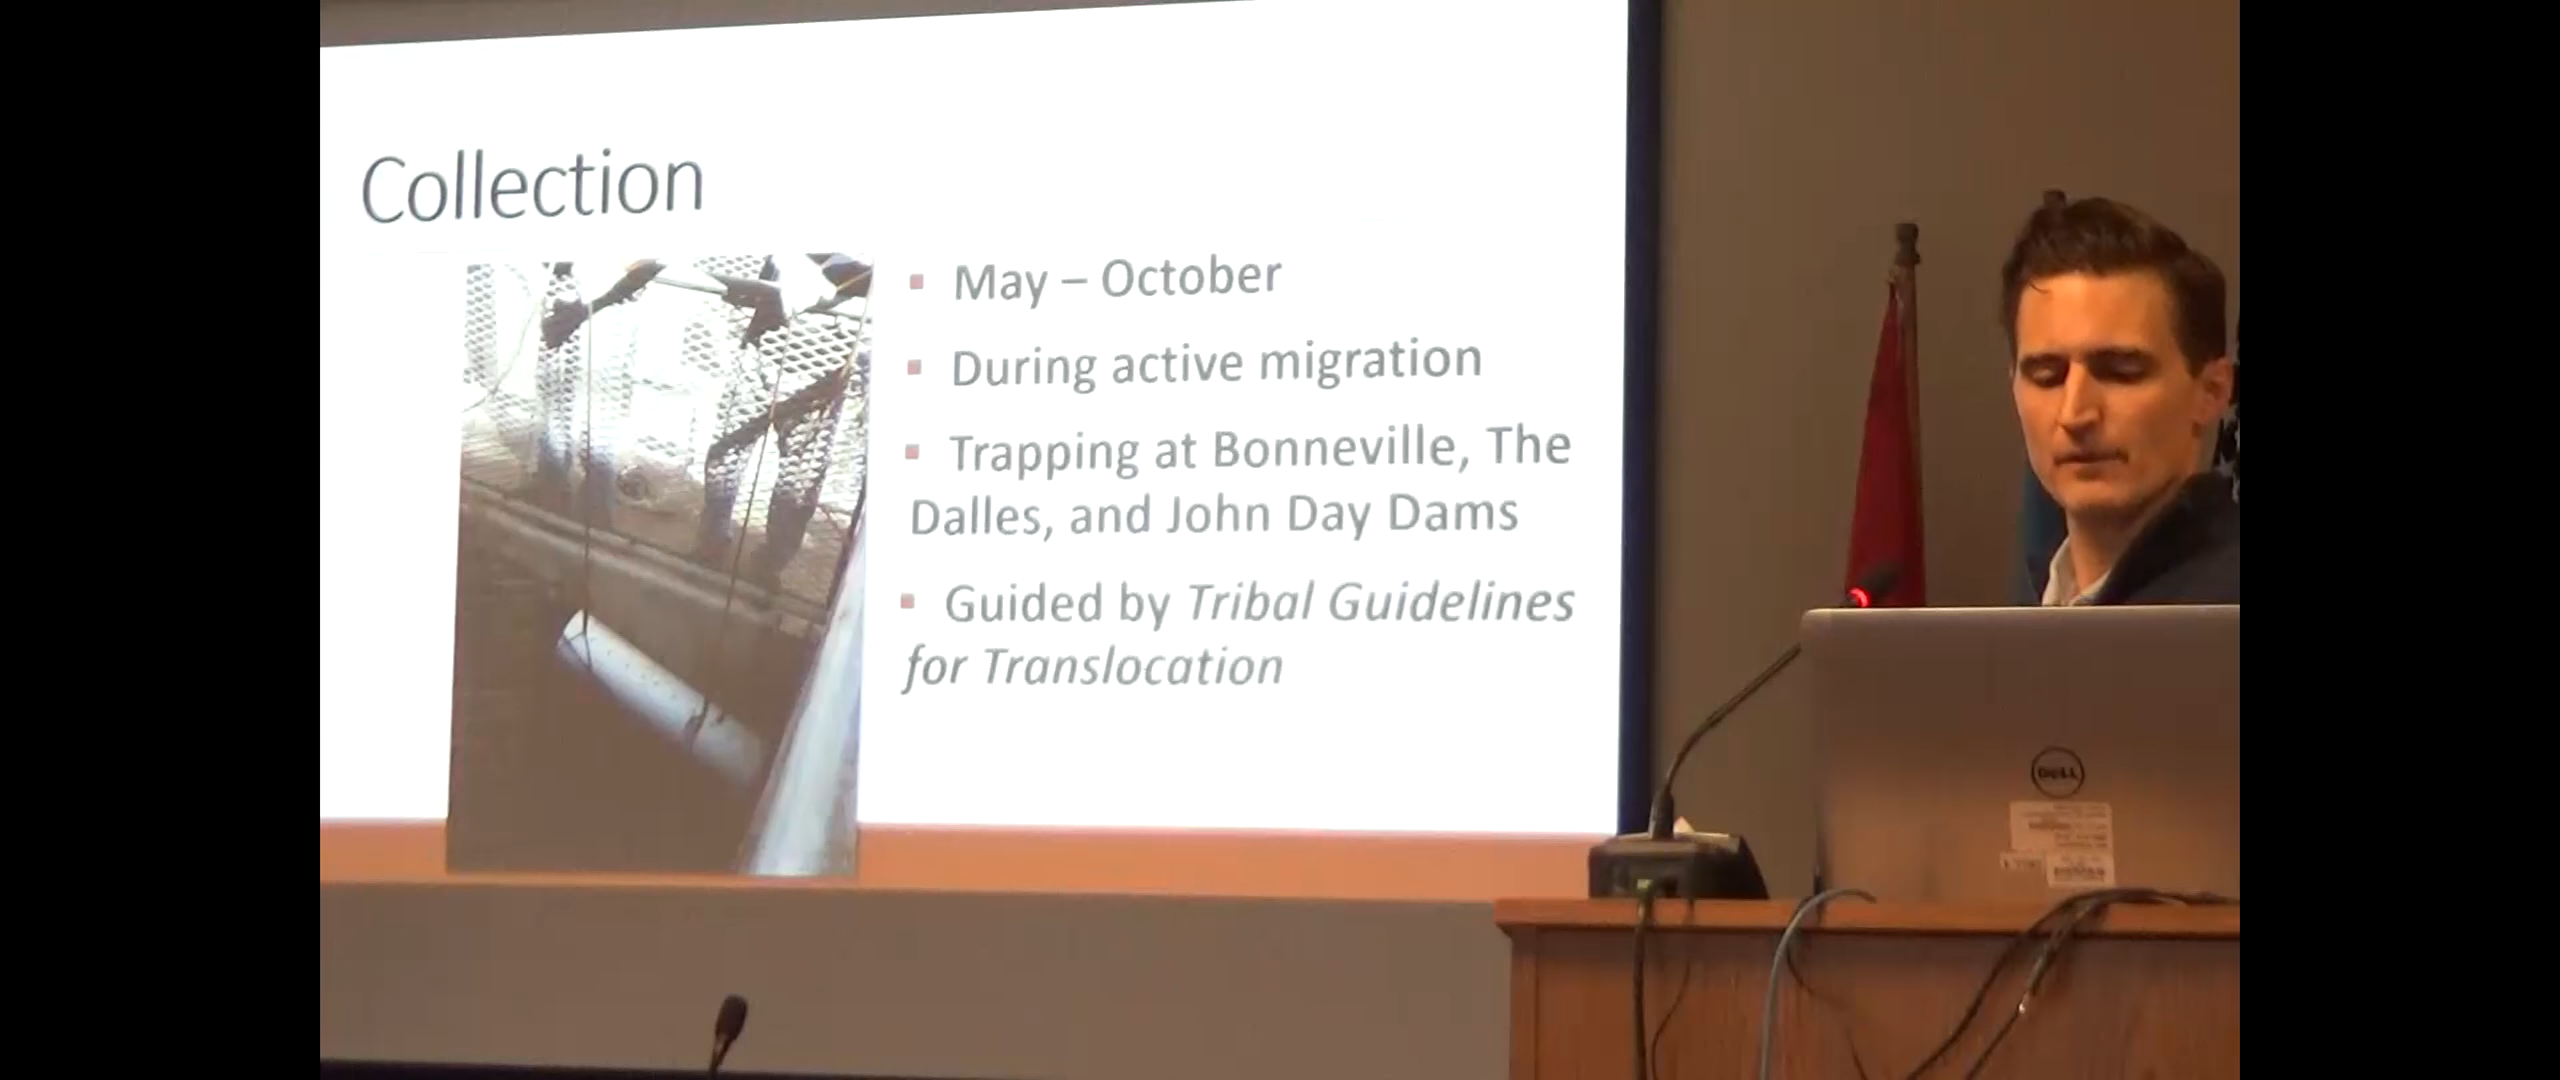 Collection
▪ May – October
▪ During active migration
▪ Trapping at Bonneville, The
Dalles, and John Day Dams
▪ Guided by Tribal Guidelines
for Translocation
DELL